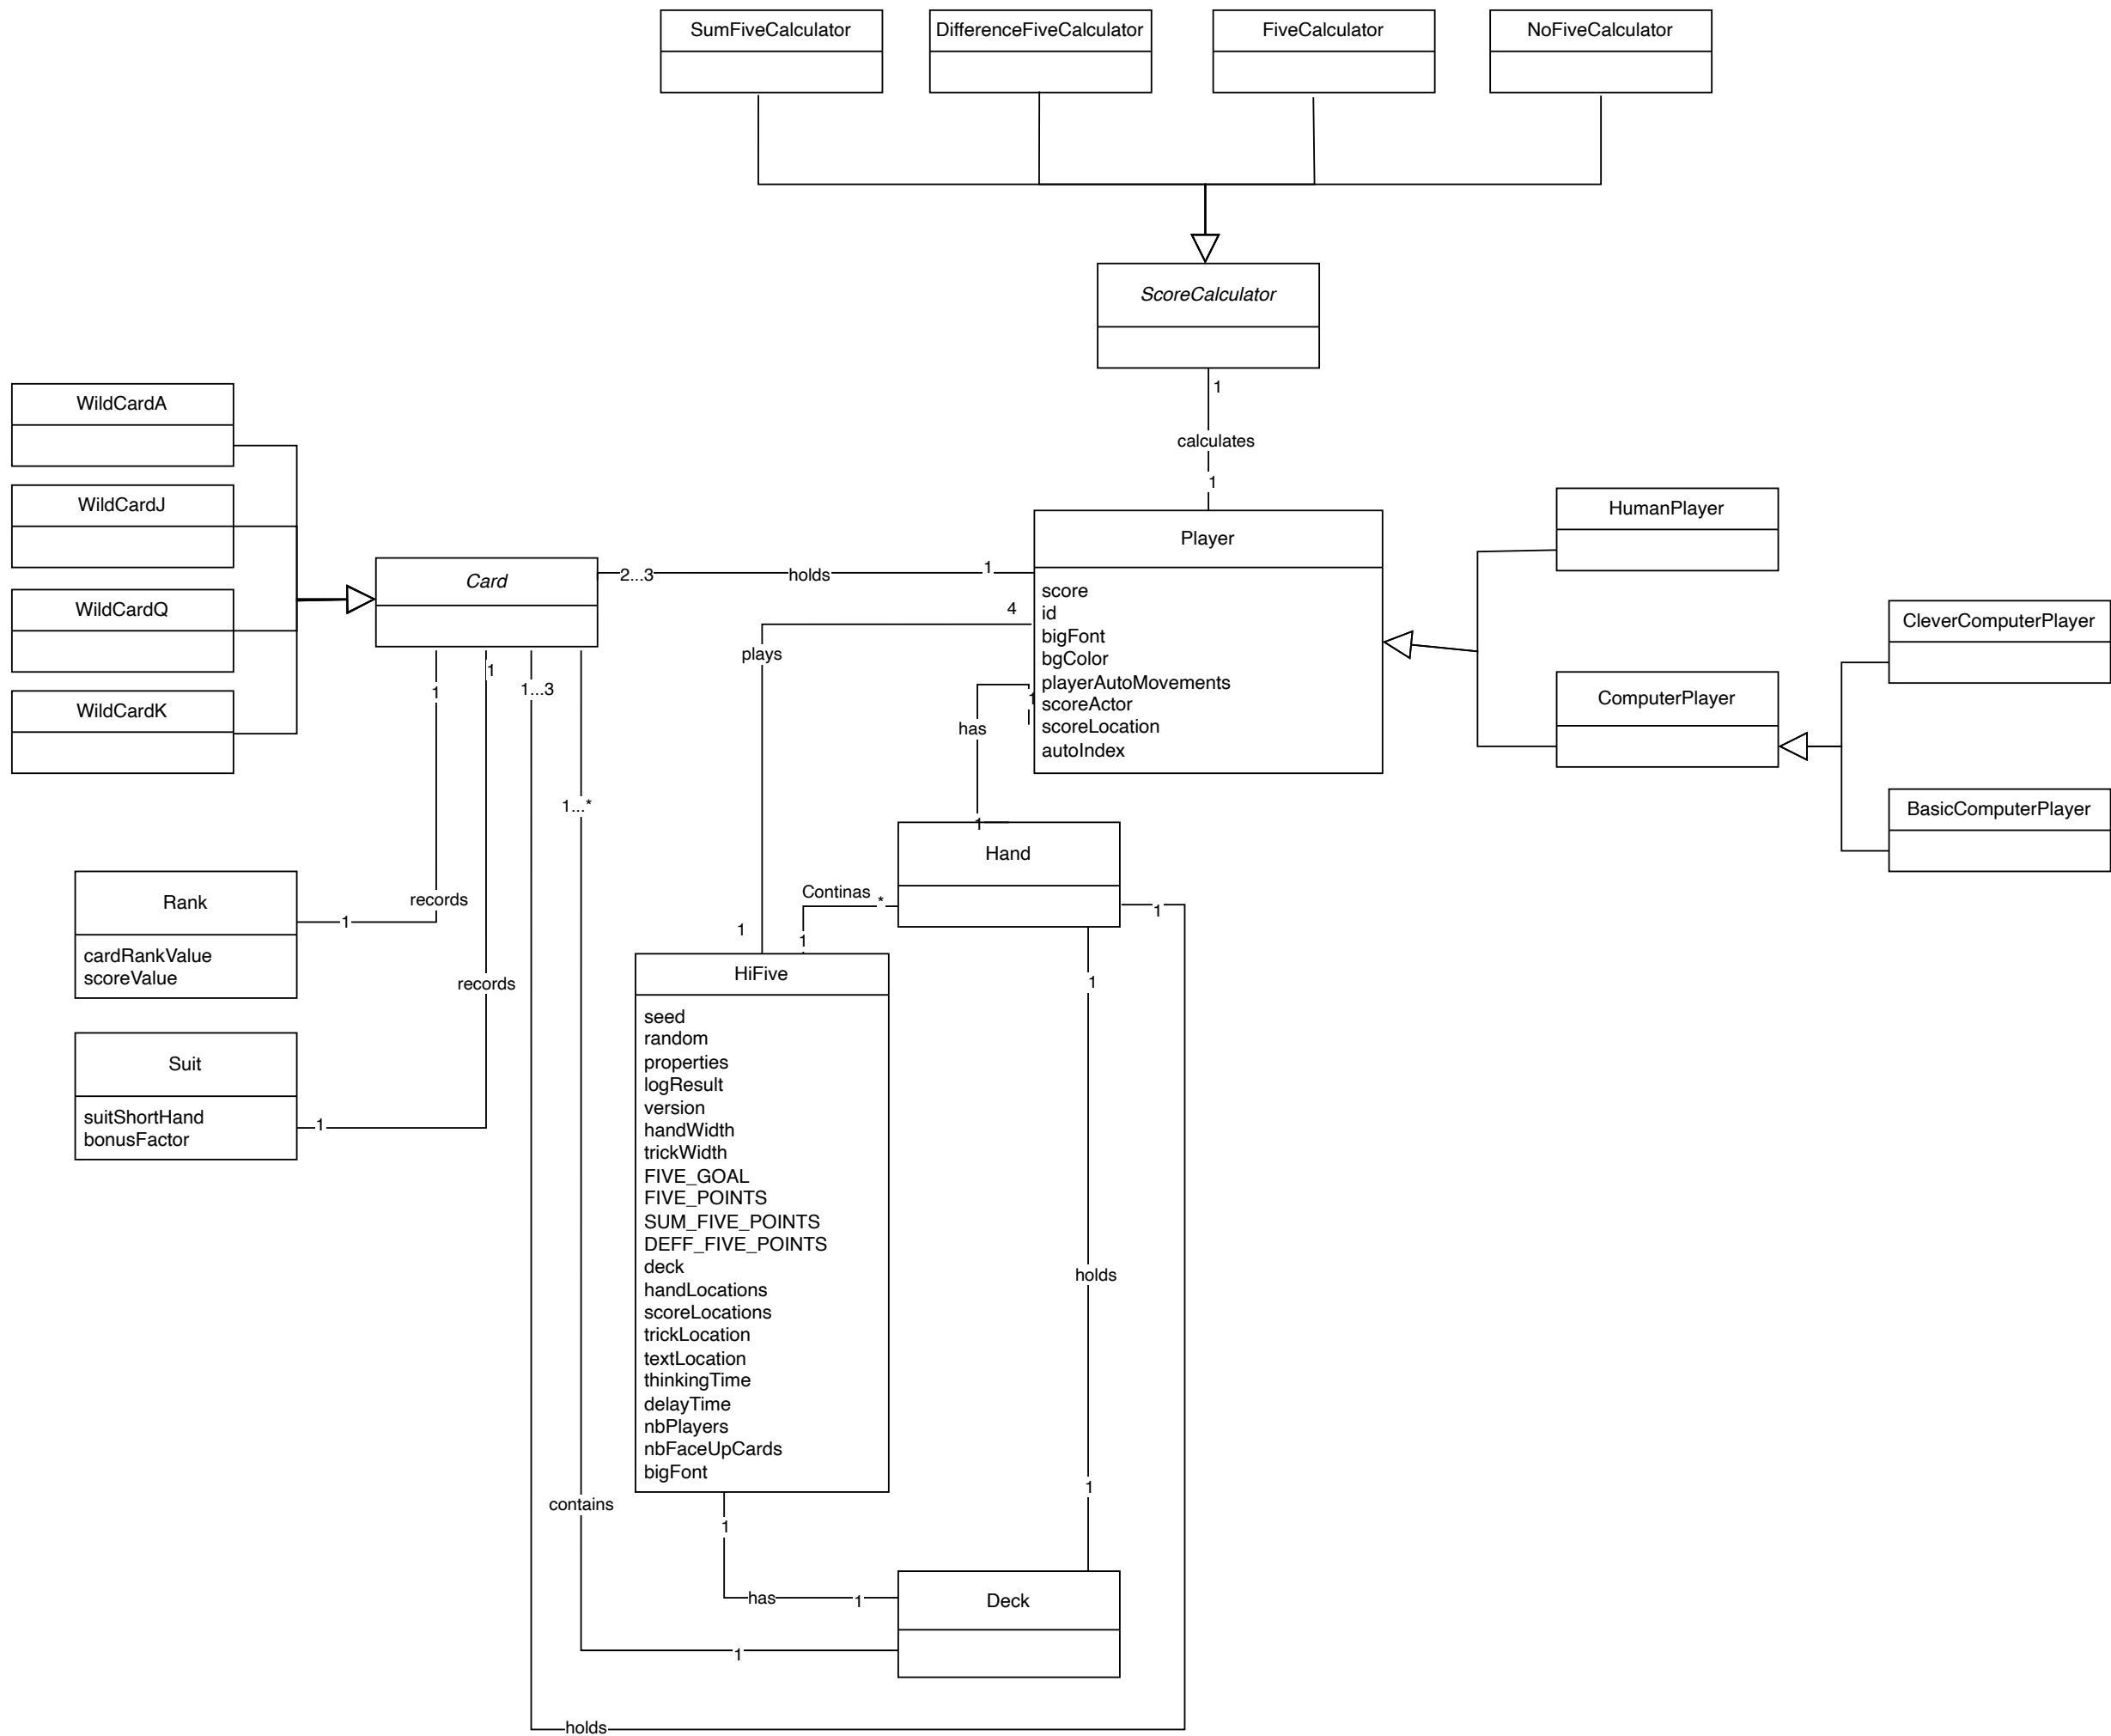 SumFiveCalculator
DifferenceFiveCalculator
FiveCalculator
NoFiveCalculator
ScoreCalculator
1
calculates
1
WildCardA
WildCardJ
WildCardQ
WildCardK
Card
2...3
holds
1
Player
score
id
bigFont
bgColor
playerAutoMovements
scoreActor
scoreLocation
autoIndex
HumanPlayer
ComputerPlayer
CleverComputerPlayer
BasicComputerPlayer
4
plays
1
1
has
1
1
1
1...3
1...*
Hand
Continas
*
1
1
Rank
cardRankValue
scoreValue
1
records
Suit
suitShortHand
bonusFactor
1
records
HiFive
seed
random
properties
logResult
version
handWidth
trickWidth
FIVE_GOAL
FIVE_POINTS
SUM_FIVE_POINTS
DEFF_FIVE_POINTS
deck
handLocations
scoreLocations
trickLocation
textLocation
thinkingTime
delayTime
nbPlayers
nbFaceUpCards
bigFont
1
holds
1
contains
1
has
1
Deck
1
holds